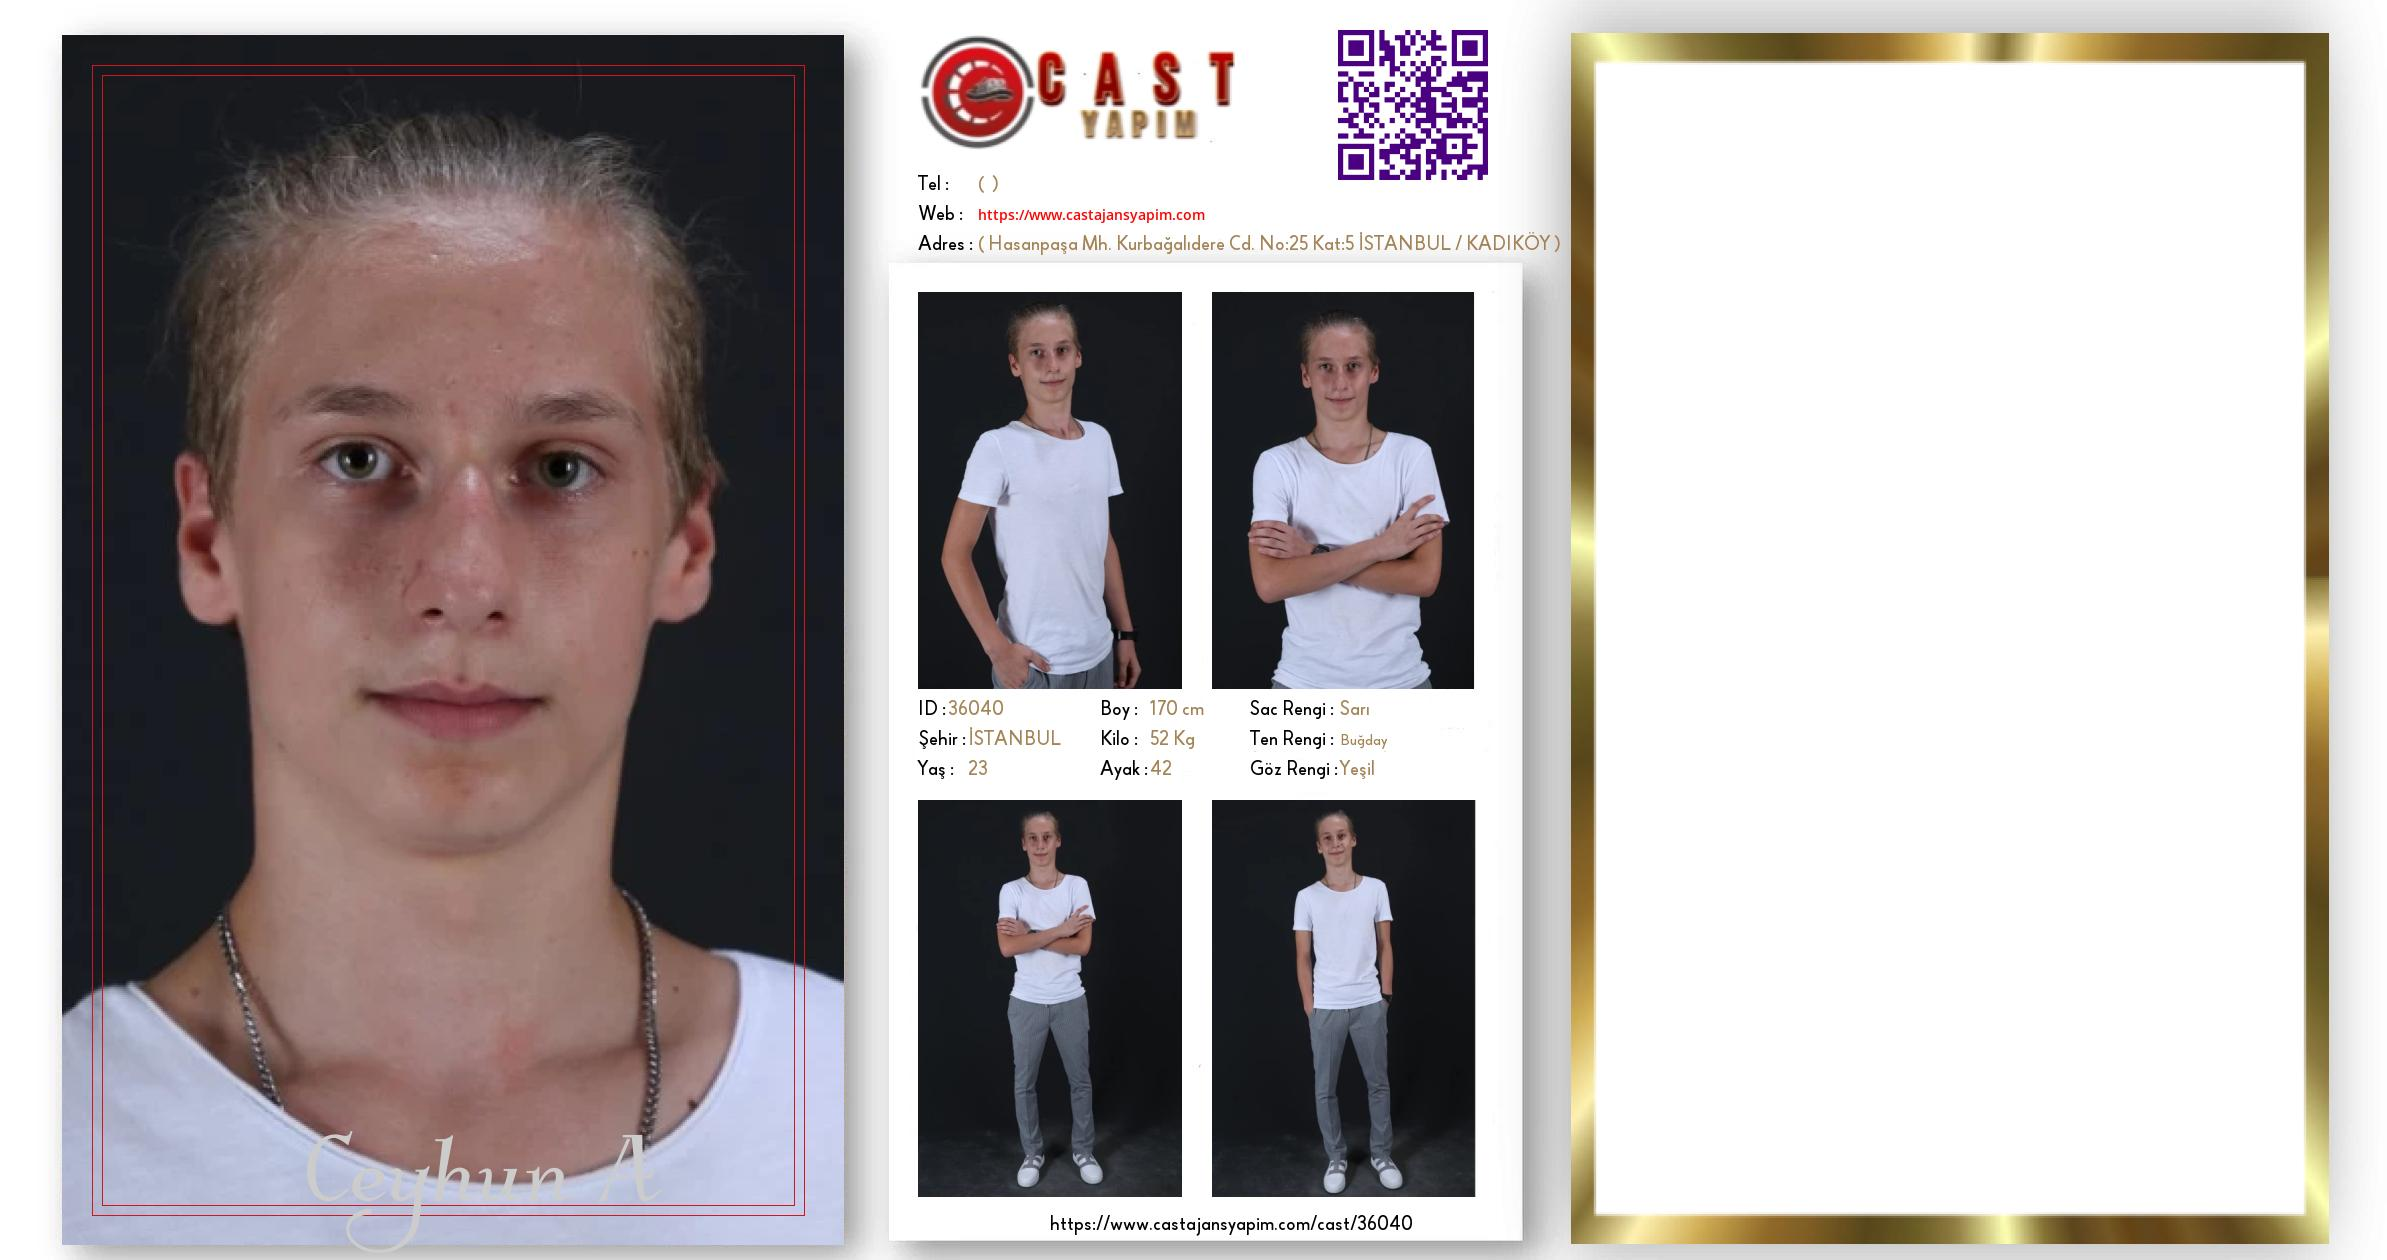 Ceyhun A
CAST
YAPIM
Tel : ( )
Web : https://www.castajansyapim.com
Adres : ( Hasanpaşa Mh. Kurbağalıdere Cd. No:25 Kat:5 İSTANBUL / KADIKÖY )
ID : 36040 Boy : 170 cm Sac Rengi : Sarı
Şehir : İSTANBUL Kilo : 52 Kg Ten Rengi : Buğday
Yaş : 23 Ayak : 42 Göz Rengi : Yeşil
https://www.castajansyapim.com/cast/36040